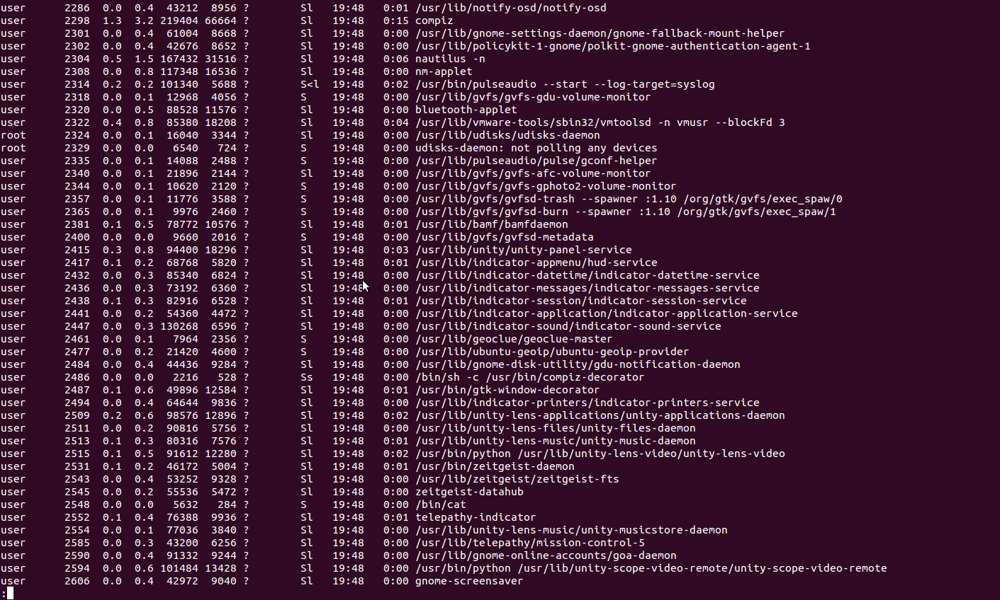 user      2286  0.0  0.4  43212  8956 ?        Sl   19:48   0:01 /usr/lib/notify-osd/notify-osd
user      2298  1.3  3.2 219404 66664 ?        Sl   19:48   0:15 compiz
user      2301  0.0  0.4  61004  8668 ?        Sl   19:48   0:00 /usr/lib/gnome-settings-daemon/gnome-fallback-mount-helper
user      2302  0.0  0.4  42676  8652 ?        Sl   19:48   0:00 /usr/lib/policykit-1-gnome/polkit-gnome-authentication-agent-1
user      2304  0.5  1.5 167432 31516 ?        Sl   19:48   0:06 nautilus -n
user      2308  0.0  0.8 117348 16536 ?        Sl   19:48   0:00 nm-applet
user      2314  0.2  0.2 101340  5688 ?        S<l  19:48   0:02 /usr/bin/pulseaudio --start --log-target=syslog
user      2318  0.0  0.1  12968  4056 ?        S    19:48   0:00 /usr/lib/gvfs/gvfs-gdu-volume-monitor
user      2320  0.0  0.5  88528 11576 ?        Sl   19:48   0:00 bluetooth-applet
user      2322  0.4  0.8  85380 18208 ?        Sl   19:48   0:04 /usr/lib/vmware-tools/sbin32/vmtoolsd -n vmusr --blockFd 3
root      2324  0.0  0.1  16040  3344 ?        Sl   19:48   0:00 /usr/lib/udisks/udisks-daemon
root      2329  0.0  0.0   6540   724 ?        S    19:48   0:00 udisks-daemon: not polling any devices
user      2335  0.0  0.1  14088  2488 ?        S    19:48   0:00 /usr/lib/pulseaudio/pulse/gconf-helper
user      2340  0.0  0.1  21896  2144 ?        Sl   19:48   0:00 /usr/lib/gvfs/gvfs-afc-volume-monitor
user      2344  0.0  0.1  10620  2120 ?        S    19:48   0:00 /usr/lib/gvfs/gvfs-gphoto2-volume-monitor
user      2357  0.0  0.1  11776  3588 ?        S    19:48   0:00 /usr/lib/gvfs/gvfsd-trash --spawner :1.10 /org/gtk/gvfs/exec_spaw/0
user      2365  0.0  0.1   9976  2460 ?        S    19:48   0:00 /usr/lib/gvfs/gvfsd-burn --spawner :1.10 /org/gtk/gvfs/exec_spaw/1
user      2381  0.1  0.5  78772 10576 ?        Sl   19:48   0:01 /usr/lib/bamf/bamfdaemon
user      2400  0.0  0.0   9660  2016 ?        S    19:48   0:00 /usr/lib/gvfs/gvfsd-metadata
user      2415  0.3  0.8  94400 18296 ?        Sl   19:48   0:03 /usr/lib/unity/unity-panel-service
user      2417  0.1  0.2  68768  5820 ?        Sl   19:48   0:01 /usr/lib/indicator-appmenu/hud-service
user      2432  0.0  0.3  85340  6824 ?        Sl   19:48   0:00 /usr/lib/indicator-datetime/indicator-datetime-service
user      2436  0.0  0.3  73192  6360 ?        Sl   19:48   0:00 /usr/lib/indicator-messages/indicator-messages-service
user      2438  0.1  0.3  82916  6528 ?        Sl   19:48   0:01 /usr/lib/indicator-session/indicator-session-service
user      2441  0.0  0.2  54360  4472 ?        Sl   19:48   0:00 /usr/lib/indicator-application/indicator-application-service
user      2447  0.0  0.3 130268  6596 ?        Sl   19:48   0:00 /usr/lib/indicator-sound/indicator-sound-service
user      2461  0.0  0.1   7964  2356 ?        S    19:48   0:00 /usr/lib/geoclue/geoclue-master
user      2477  0.0  0.2  21420  4600 ?        S    19:48   0:00 /usr/lib/ubuntu-geoip/ubuntu-geoip-provider
user      2484  0.0  0.4  44436  9284 ?        Sl   19:48   0:00 /usr/lib/gnome-disk-utility/gdu-notification-daemon
user      2486  0.0  0.0   2216   528 ?        Ss   19:48   0:00 /bin/sh -c /usr/bin/compiz-decorator
user      2487  0.1  0.6  49896 12584 ?        Sl   19:48   0:01 /usr/bin/gtk-window-decorator
user      2494  0.0  0.4  64644  9836 ?        Sl   19:48   0:00 /usr/lib/indicator-printers/indicator-printers-service
user      2509  0.2  0.6  98576 12896 ?        Sl   19:48   0:02 /usr/lib/unity-lens-applications/unity-applications-daemon
user      2511  0.0  0.2  90816  5756 ?        Sl   19:48   0:00 /usr/lib/unity-lens-files/unity-files-daemon
user      2513  0.1  0.3  80316  7576 ?        Sl   19:48   0:01 /usr/lib/unity-lens-music/unity-music-daemon
user      2515  0.1  0.5  91612 12280 ?        Sl   19:48   0:02 /usr/bin/python /usr/lib/unity-lens-video/unity-lens-video
user      2531  0.1  0.2  46172  5004 ?        Sl   19:48   0:01 /usr/bin/zeitgeist-daemon
user      2543  0.0  0.4  53252  9328 ?        Sl   19:48   0:00 /usr/lib/zeitgeist/zeitgeist-fts
user      2545  0.0  0.2  55536  5472 ?        Sl   19:48   0:00 zeitgeist-datahub
user      2548  0.0  0.0   5632   284 ?        S    19:48   0:00 /bin/cat
user      2552  0.1  0.4  76388  9936 ?        Sl   19:48   0:01 telepathy-indicator
user      2554  0.0  0.1  77036  3840 ?        Sl   19:48   0:00 /usr/lib/unity-lens-music/unity-musicstore-daemon
user      2585  0.0  0.3  43200  6256 ?        Sl   19:48   0:00 /usr/lib/telepathy/mission-control-5
user      2590  0.0  0.4  91332  9244 ?        Sl   19:48   0:00 /usr/lib/gnome-online-accounts/goa-daemon
user      2594  0.0  0.6 101484 13428 ?        Sl   19:48   0:00 /usr/bin/python /usr/lib/unity-scope-video-remote/unity-scope-video-remote
user      2606  0.0  0.4  42972  9040 ?        Sl   19:48   0:00 gnome-screensaver
: